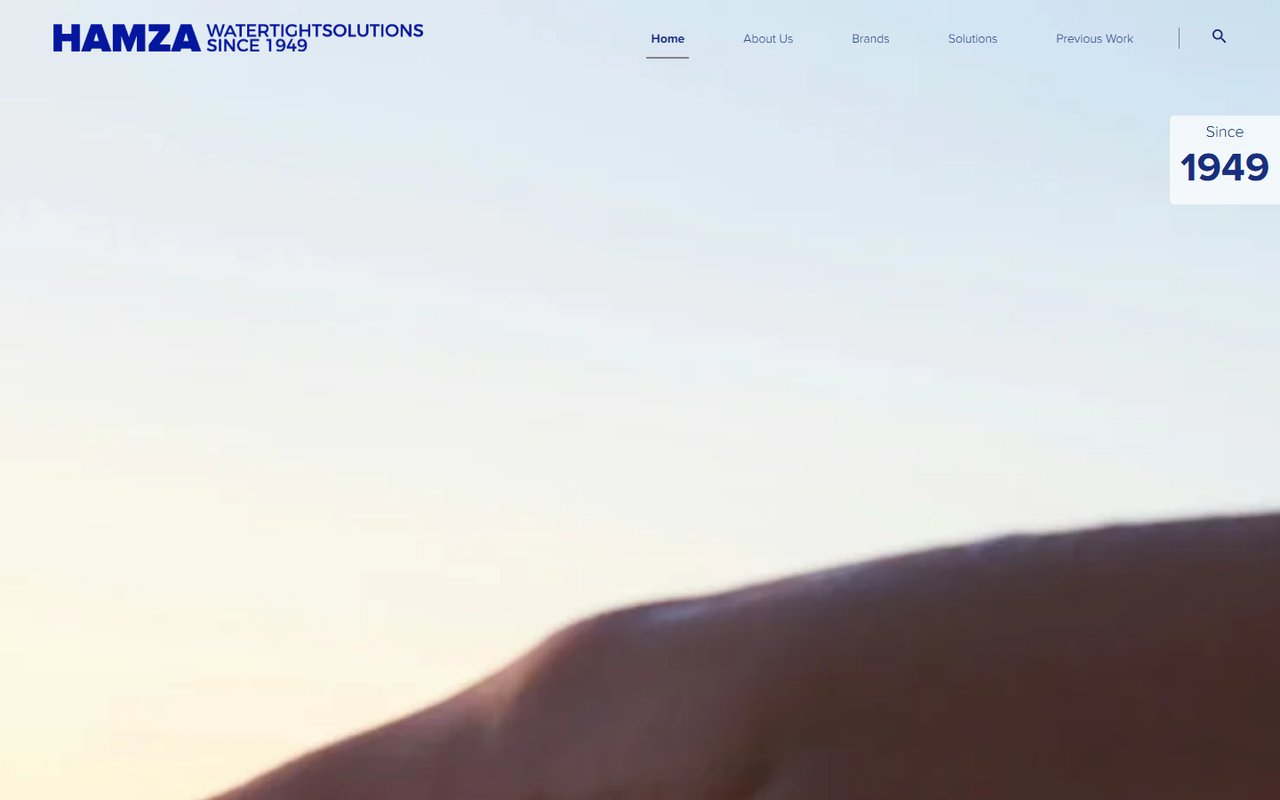 HAMZA WATERTIGHTSOLUTIONS
SINCE 1949
Home
About Us
Brands
Solutions
Previous Work
Since
1949